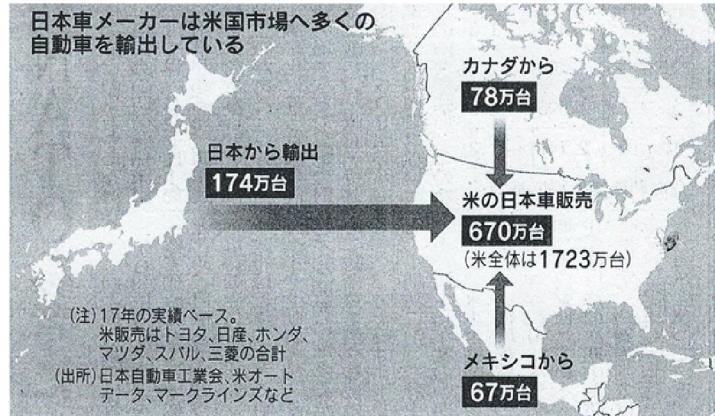 日本車メーカーは米国市場へ多くの
自動車を輸出している
カナダから
78万台
日本から輸出
174万台
米の日本車販売
670万台
(米全体は1723万台)
(注)17年の実績ベース。
米販売はトヨタ、日産、ホンダ、
マツダ、スバル、三菱の合計
(出所)日本自動車工業会、米オート
データ、マークラインズなど
メキシコから
67万台